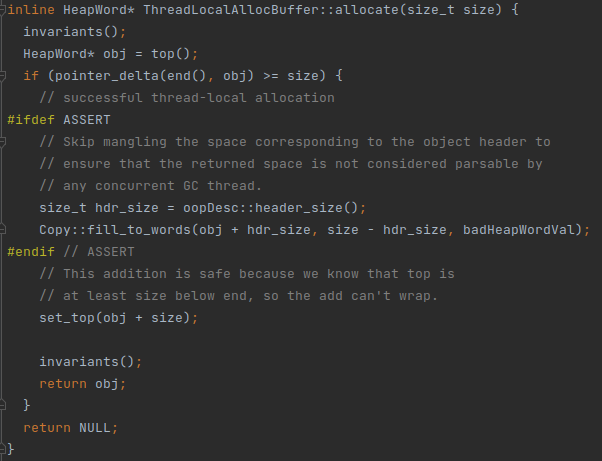 inline HeapWord* ThreadLocalAllocBuffer::allocate(size_t size) {
  invariants();
  HeapWord* obj = top();
  if (pointer_delta(end(), obj) >= size) {
    // successful thread-local allocation
#ifdef ASSERT
    // Skip mangling the space corresponding to the object header to
    // ensure that the returned space is not considered parsable by
    // any concurrent GC thread.
    size_t hdr_size = oopDesc::header_size();
    Copy::fill_to_words(obj + hdr_size, size - hdr_size, badHeapWordVal);
#endif // ASSERT
    // This addition is safe because we know that top is
    // at least size below end, so the add can't wrap.
    set_top(obj + size);

    invariants();
    return obj;
  }
  return NULL;
}